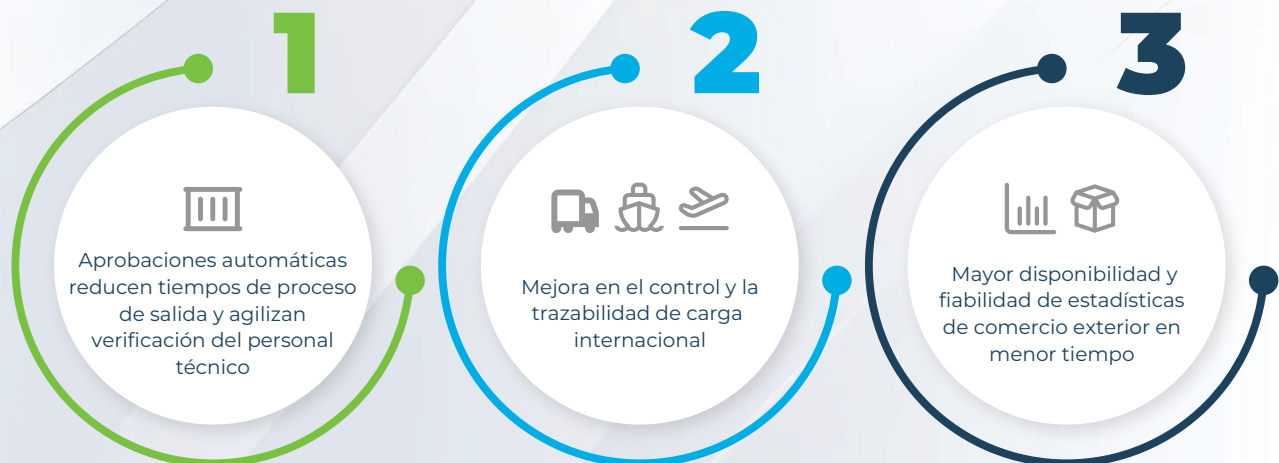 1
Aprobaciones automáticas
reducen tiempos de proceso
de salida y agilizan
verificación del personal
técnico
2
Mejora en el control y la
trazabilidad de carga
internacional
3
Mayor disponibilidad y
fiabilidad de estadísticas
de comercio exterior en
menor tiempo